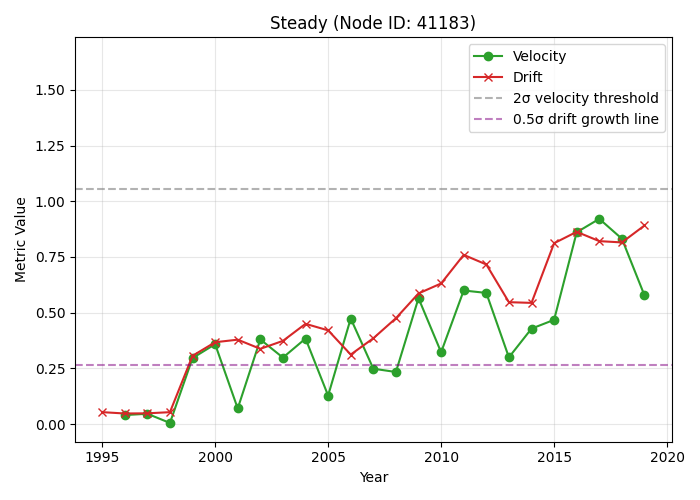 Steady (Node ID: 41183)
Velocity
Drift
2σ velocity threshold
0.5σ drift growth line
Metric Value
1.50
1.25
1.00
0.75
0.50
0.25
0.00
1995 2000 2005 2010 2015 2020
Year